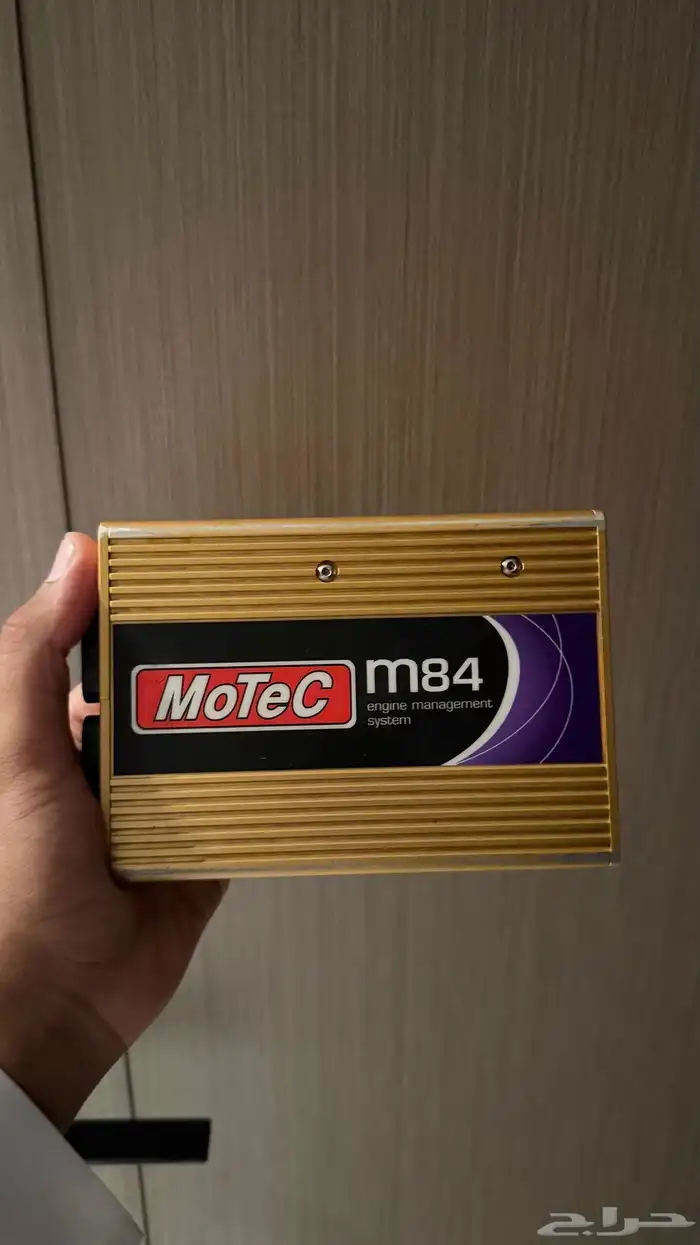 MoTeC m84
engine management
system
حراج